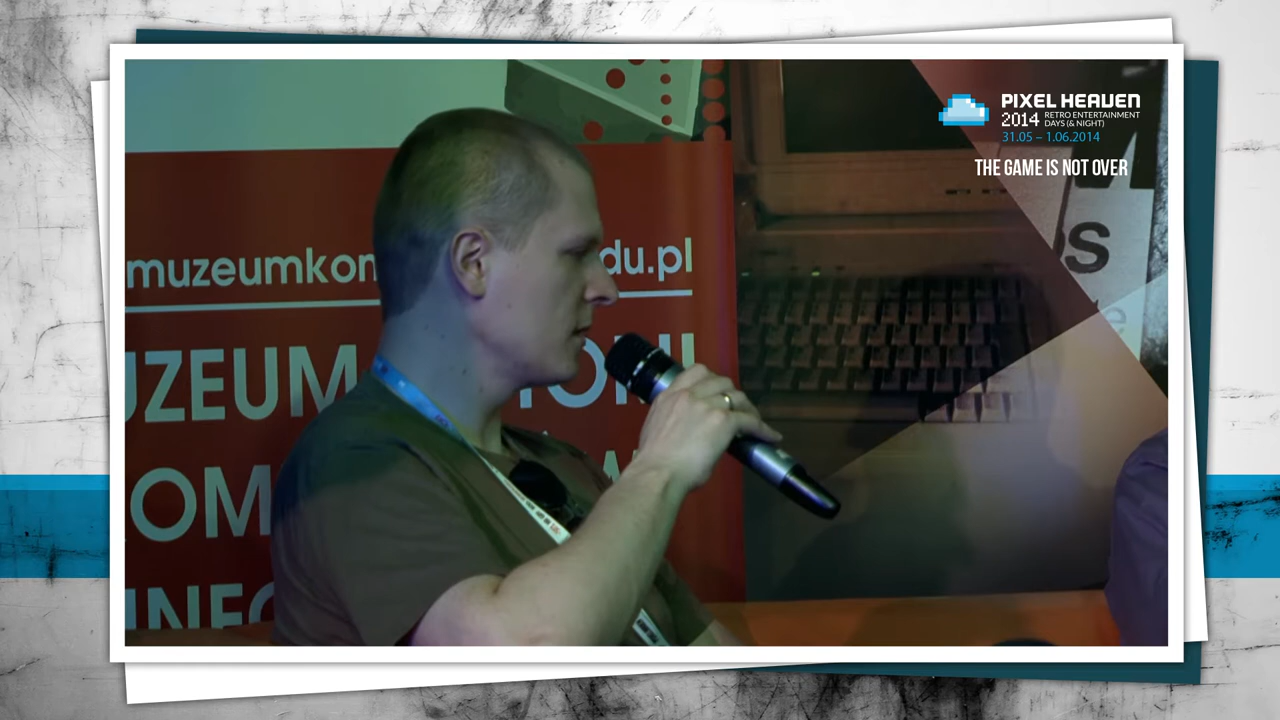 PIXEL HEAVEN
2014 RETRO ENTERTAINMENT
DAYS (& NIGHT)
31.05 – 1.06.2014
THE GAME IS NOT OVER
muzeumkom du.pl
UZEUM
OM
INFO
S